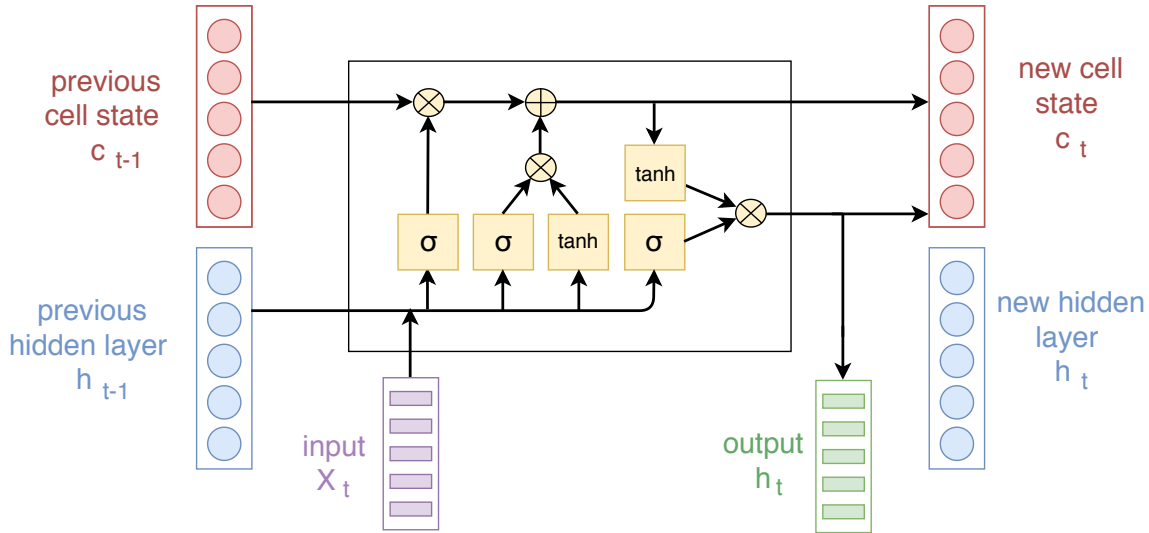 previous
cell state
c t-1
new cell
state
c t
tanh
σ
σ
tanh
σ
previous
hidden layer
h t-1
new hidden
layer
h t
input
X t
output
h t